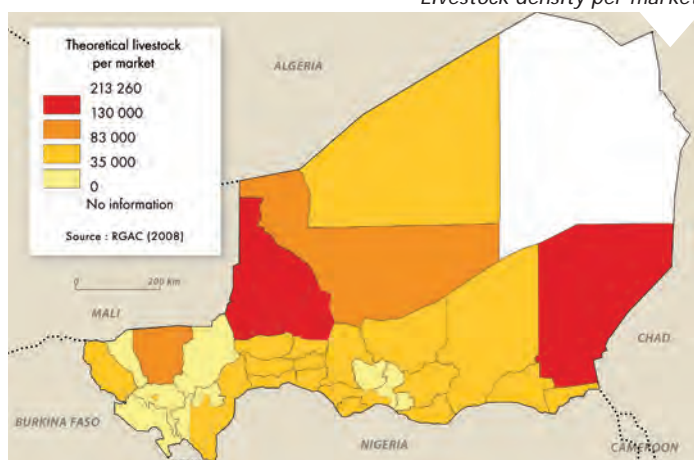 Livestock density per market
Theoretical livestock
per market
213 260
130 000
83 000
35 000
0
No information
Source : RGAC (2008)
0 200 km
ALGERIA
MALI
CHAD
BURKINA FASO
NIGERIA
CAMEROON